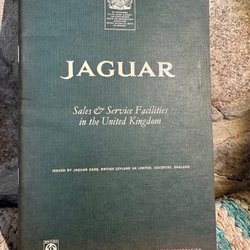 JAGUAR
Sales & Service Facilities
in the United Kingdom
ISSUED BY JAGUAR CARS, BRITISH LEYLAND UK LIMITED, COVENTRY, ENGLAND